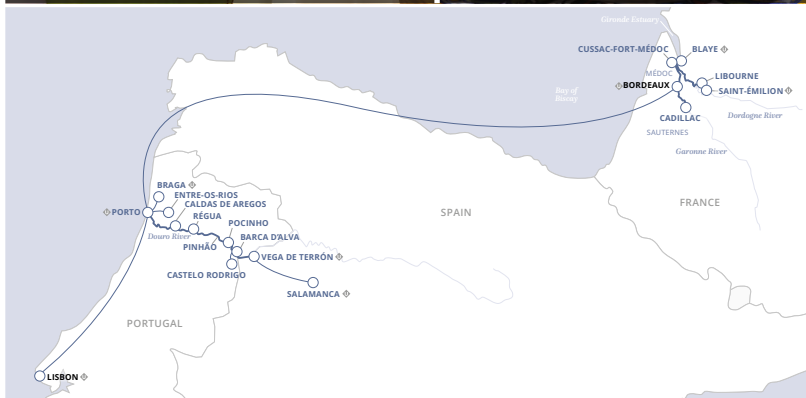 Gironde Estuary
CUSSAC-FORT-MÉDOC
BLAYE
MÉDOC
LIBOURNE
BORDEAUX
SAINT-ÉMILION
Bay of
Biscay
CADILLAC
Dordogne River
SAUTERNES
Garonne River
BRAGA
ENTRE-OS-RIOS
CALDAS DE AREGOS
PORTO
RÉGUA
SPAIN
FRANCE
POCINHO
Douro River
BARCA D'ALVA
PINHÃO
VEGA DE TERRÓN
CASTELO RODRIGO
SALAMANCA
PORTUGAL
LISBON